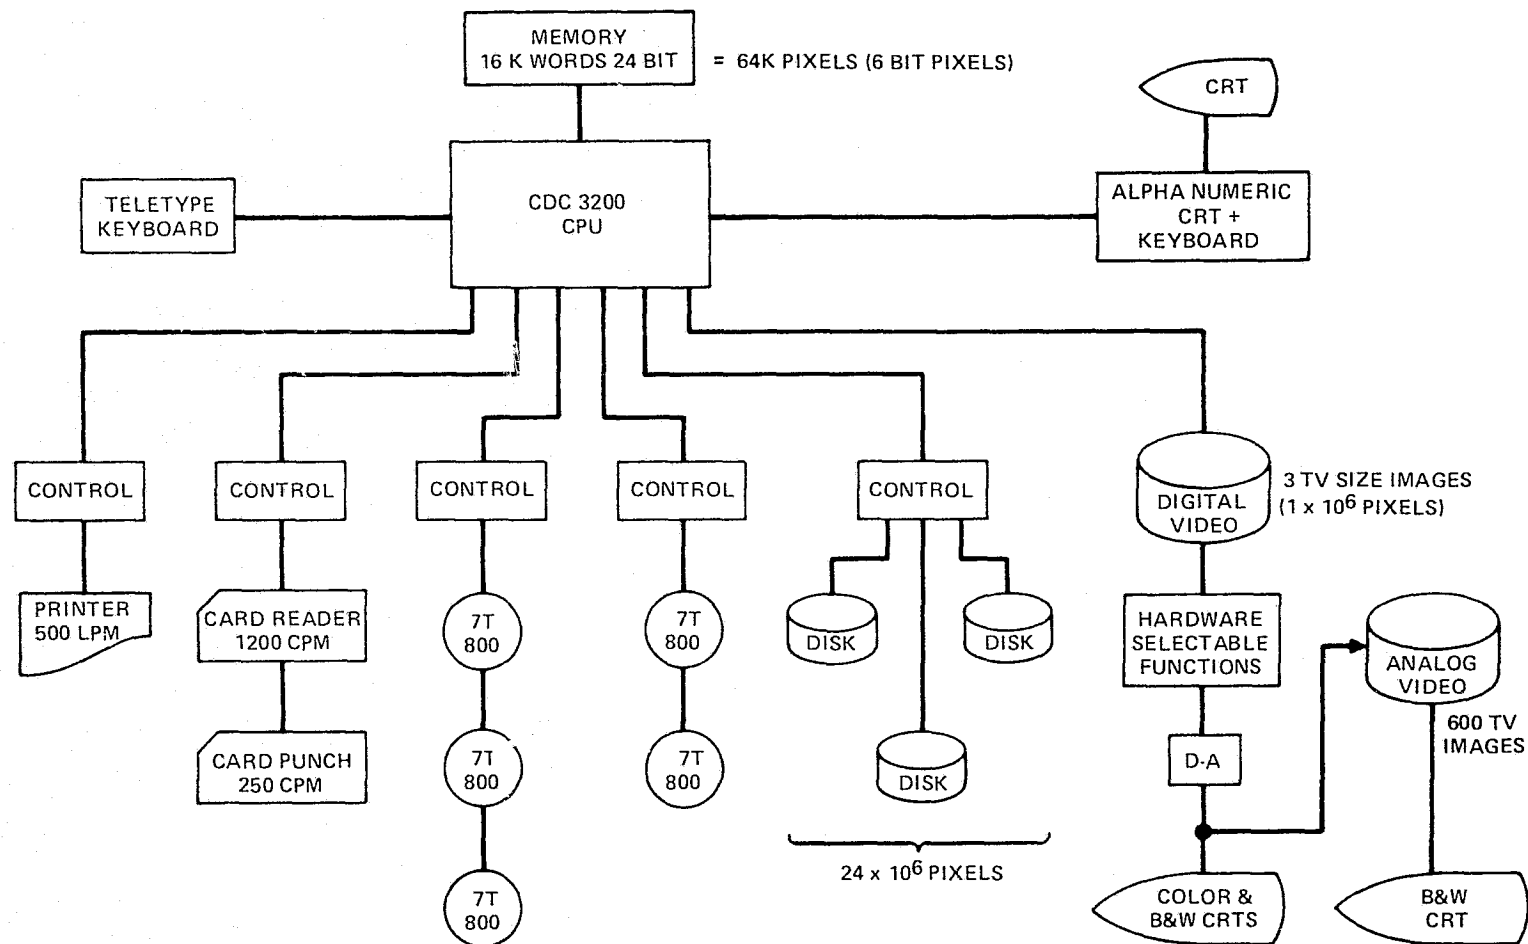 MEMORY
16 K WORDS 24 BIT
= 64K PIXELS (6 BIT PIXELS)
CRT
TELETYPE
KEYBOARD
CDC 3200
CPU
ALPHA NUMERIC
CRT +
KEYBOARD
CONTROL
CONTROL
CONTROL
CONTROL
CONTROL
DIGITAL
VIDEO
3 TV SIZE IMAGES
(1 x 10⁶ PIXELS)
PRINTER
500 LPM
CARD READER
1200 CPM
7T
800
7T
800
DISK
DISK
HARDWARE
SELECTABLE
FUNCTIONS
ANALOG
VIDEO
600 TV
IMAGES
CARD PUNCH
250 CPM
7T
800
7T
800
DISK
D-A
24 x 10⁶ PIXELS
7T
800
COLOR &
B&W CRTS
B&W
CRT